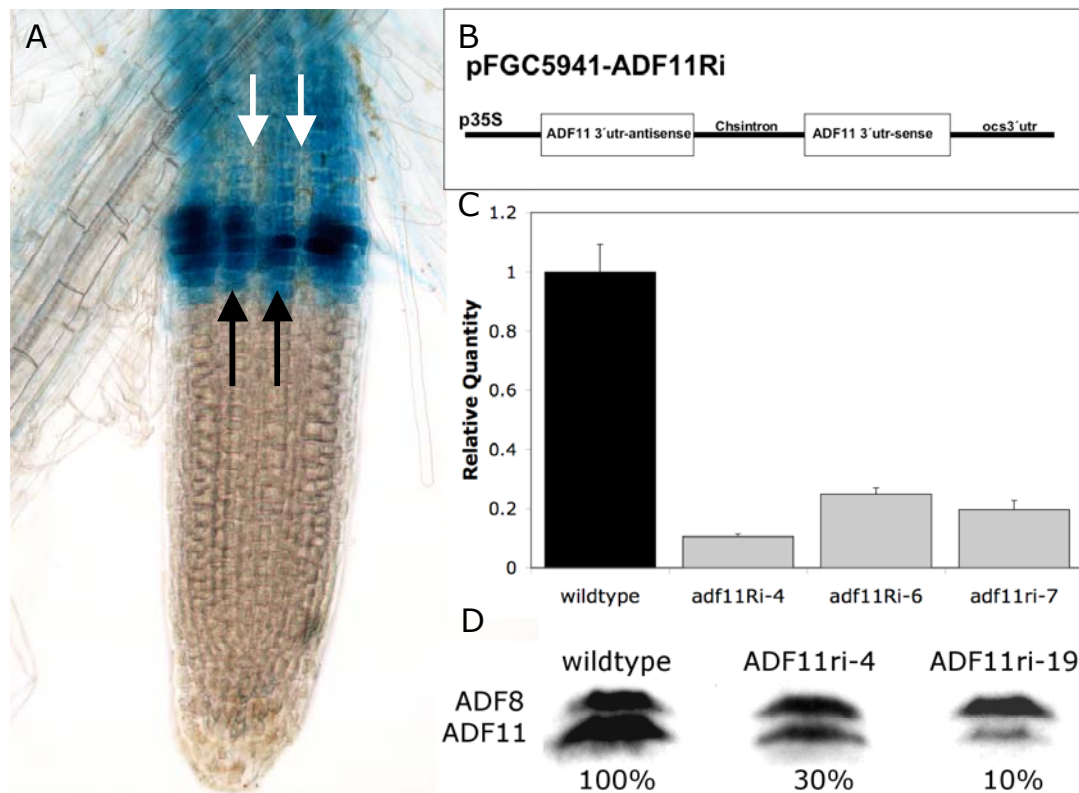 A
B
pFGC5941-ADF11Ri
p35S
ADF11 3´utr-antisense
Chsintron
ADF11 3´utr-sense
ocs3´utr
C
1.2
1
0.8
0.6
0.4
0.2
0
Relative Quantity
wildtype adf11Ri-4 adf11Ri-6 adf11ri-7
D
wildtype ADF11ri-4 ADF11ri-19
ADF8
ADF11
100% 30% 10%